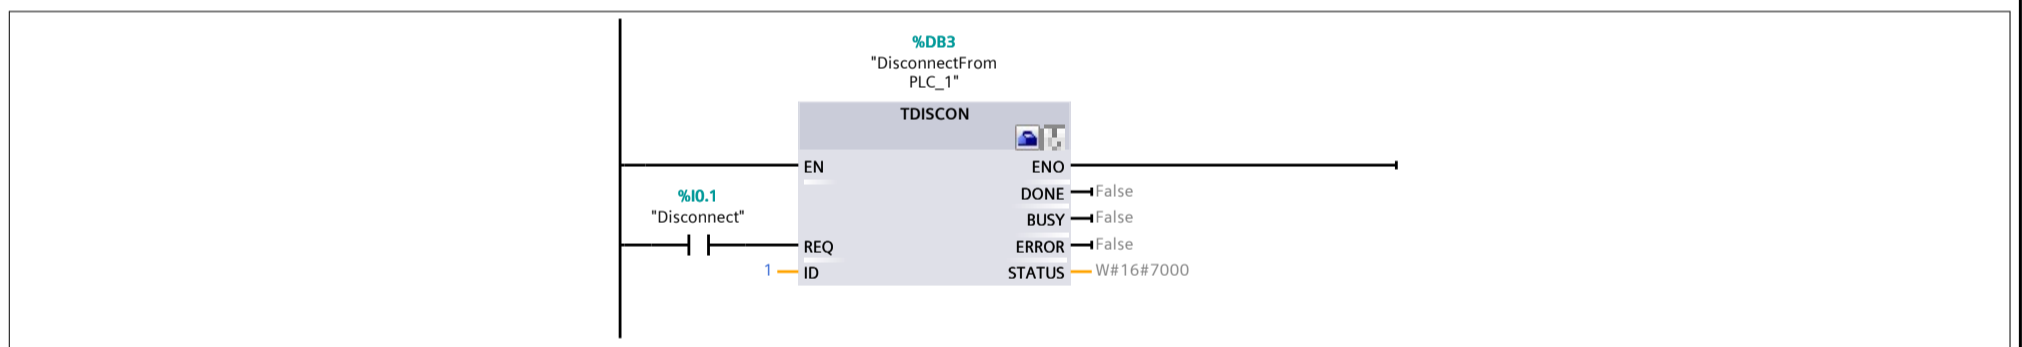 %DB3
"DisconnectFrom
PLC_1"
TDISCON
EN
ENO
%I0.1
"Disconnect"
DONE
False
BUSY
False
REQ
ERROR
False
1
ID
STATUS
W#16#7000